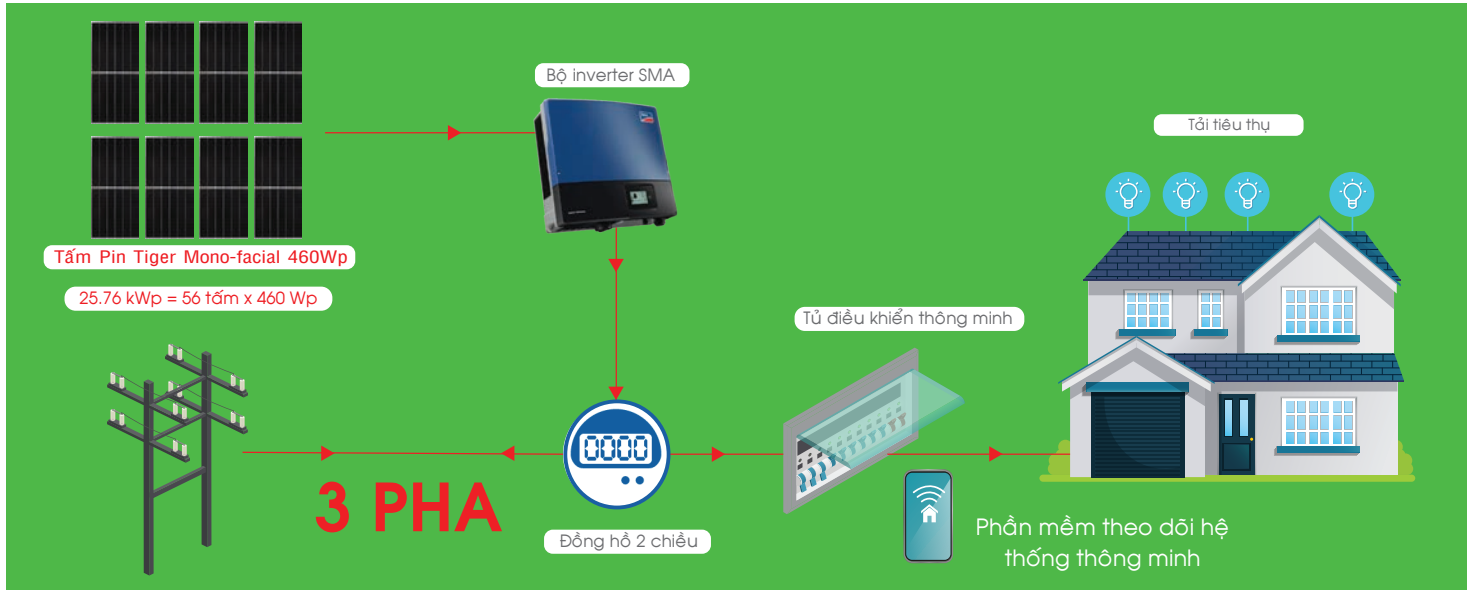 Bộ inverter SMA
Tải tiêu thụ
Tấm Pin Tiger Mono-facial 460Wp
25.76 kWp = 56 tấm x 460 Wp
Tủ điều khiển thông minh
0000
3 PHA
Đồng hồ 2 chiều
Phần mềm theo dõi hệ
thống thông minh